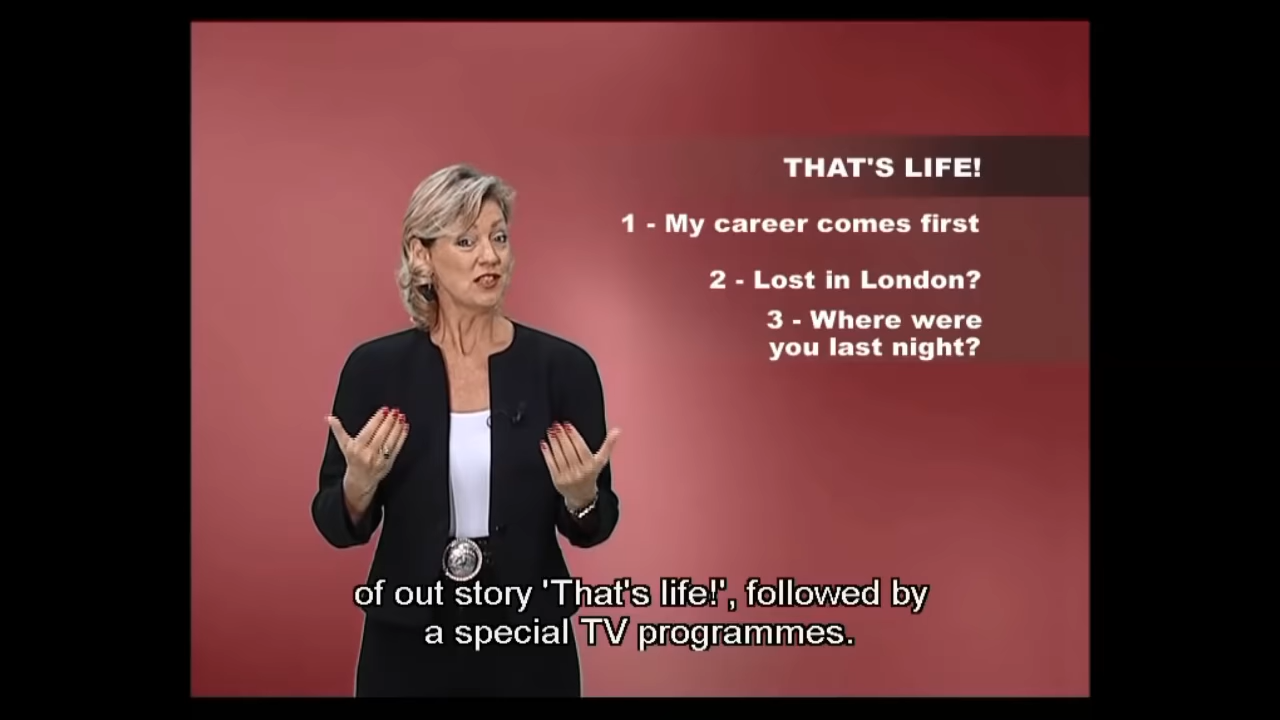 THAT'S LIFE!
1 - My career comes first
2 - Lost in London?
3 - Where were
you last night?
of out story 'That's life!', followed by
a special TV programmes.